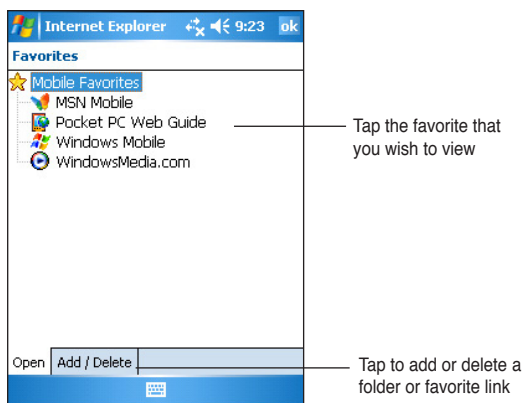 Internet Explorer 9:23 ok
Favorites
Mobile Favorites
MSN Mobile
Pocket PC Web Guide
Windows Mobile
WindowsMedia.com
Tap the favorite that
you wish to view
Open Add / Delete
Tap to add or delete a
folder or favorite link